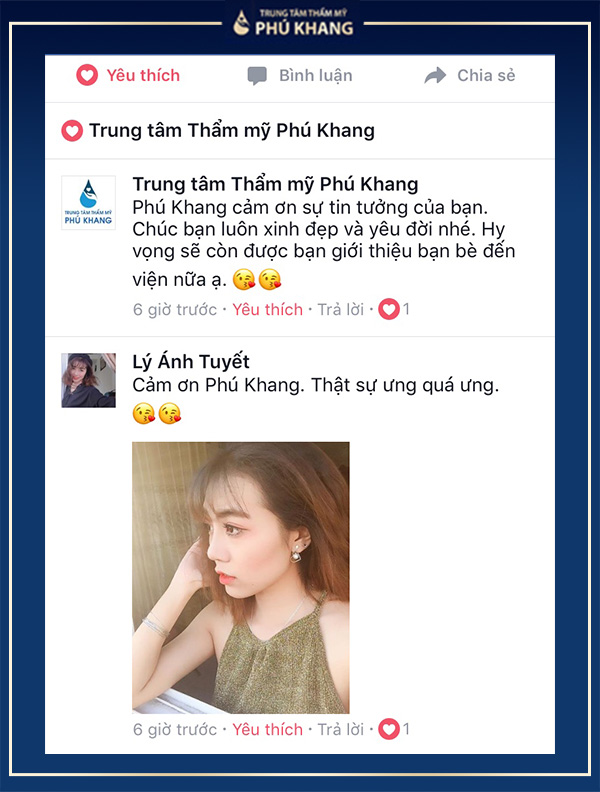 TRUNG TÂM THẨM MỸ
PHÚ KHANG
Yêu thích Bình luận Chia sẻ
Trung tâm Thẩm mỹ Phú Khang
TRUNG TÂM THẨM MỸ
PHÚ KHANG
Trung tâm Thẩm mỹ Phú Khang
Phú Khang cảm ơn sự tin tưởng của bạn.
Chúc bạn luôn xinh đẹp và yêu đời nhé. Hy
vọng sẽ còn được bạn giới thiệu bạn bè đến
viện nữa ạ. 😘😘
6 giờ trước · Yêu thích · Trả lời · 1
Lý Ánh Tuyết
Cảm ơn Phú Khang. Thật sự ưng quá ưng.
😘😘
6 giờ trước · Yêu thích · Trả lời · 1